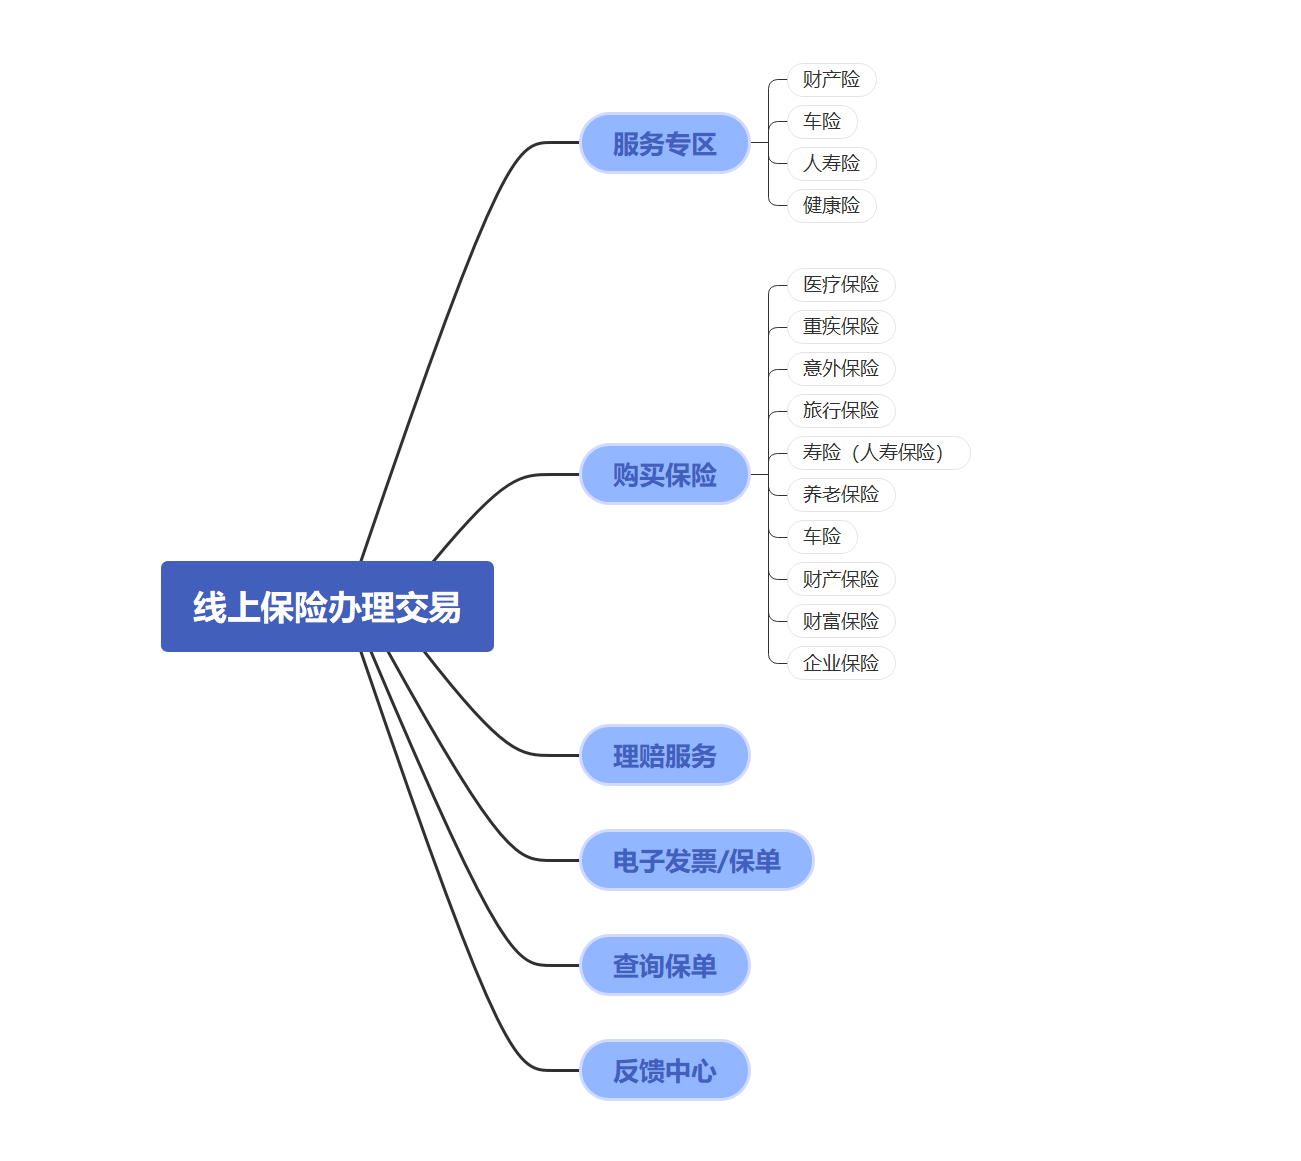 线上保险办理交易
服务专区
财产险
车险
人寿险
健康险
购买保险
医疗保险
重疾保险
意外保险
旅行保险
寿险（人寿保险）
养老保险
车险
财产保险
财富保险
企业保险
理赔服务
电子发票/保单
查询保单
反馈中心